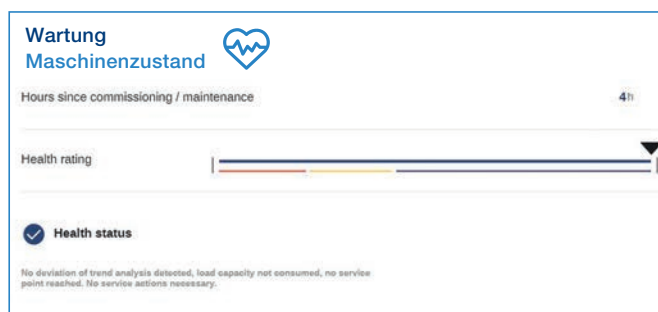 Wartung
Maschinenzustand
Hours since commissioning / maintenance 4h
Health rating
Health status
No deviation of trend analysis detected, load capacity not consumed, no service
point reached. No service actions necessary.